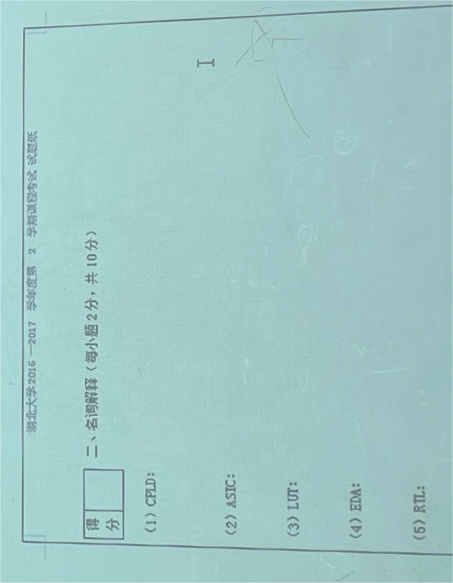 湖北大学 2016 —2017 学年度第 2 学期课程考试 试题纸
得分
二、名词解释(每小题 2 分，共 10 分)
(1) CPLD:
(2) ASIC:
(3) LUT:
(4) EDA:
(5) RTL: